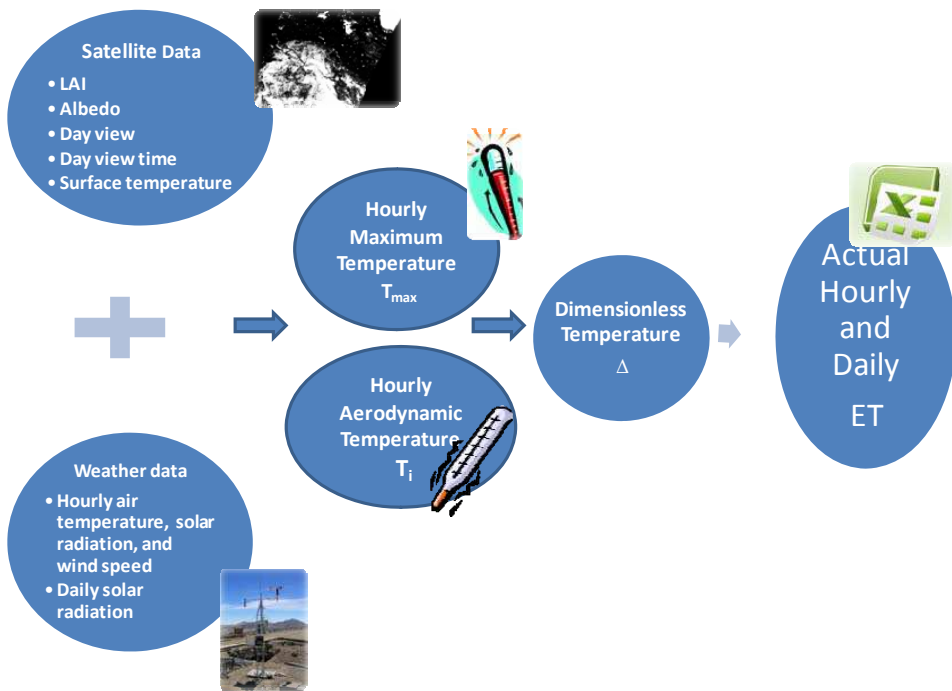 Satellite Data
• LAI
• Albedo
• Day view
• Day view time
• Surface temperature
Weather data
• Hourly air
temperature, solar
radiation, and
wind speed
• Daily solar
radiation
Hourly
Maximum
Temperature
Tmax
Hourly
Aerodynamic
Temperature
Ti
Dimensionless
Temperature
Δ
Actual
Hourly
and
Daily
ET